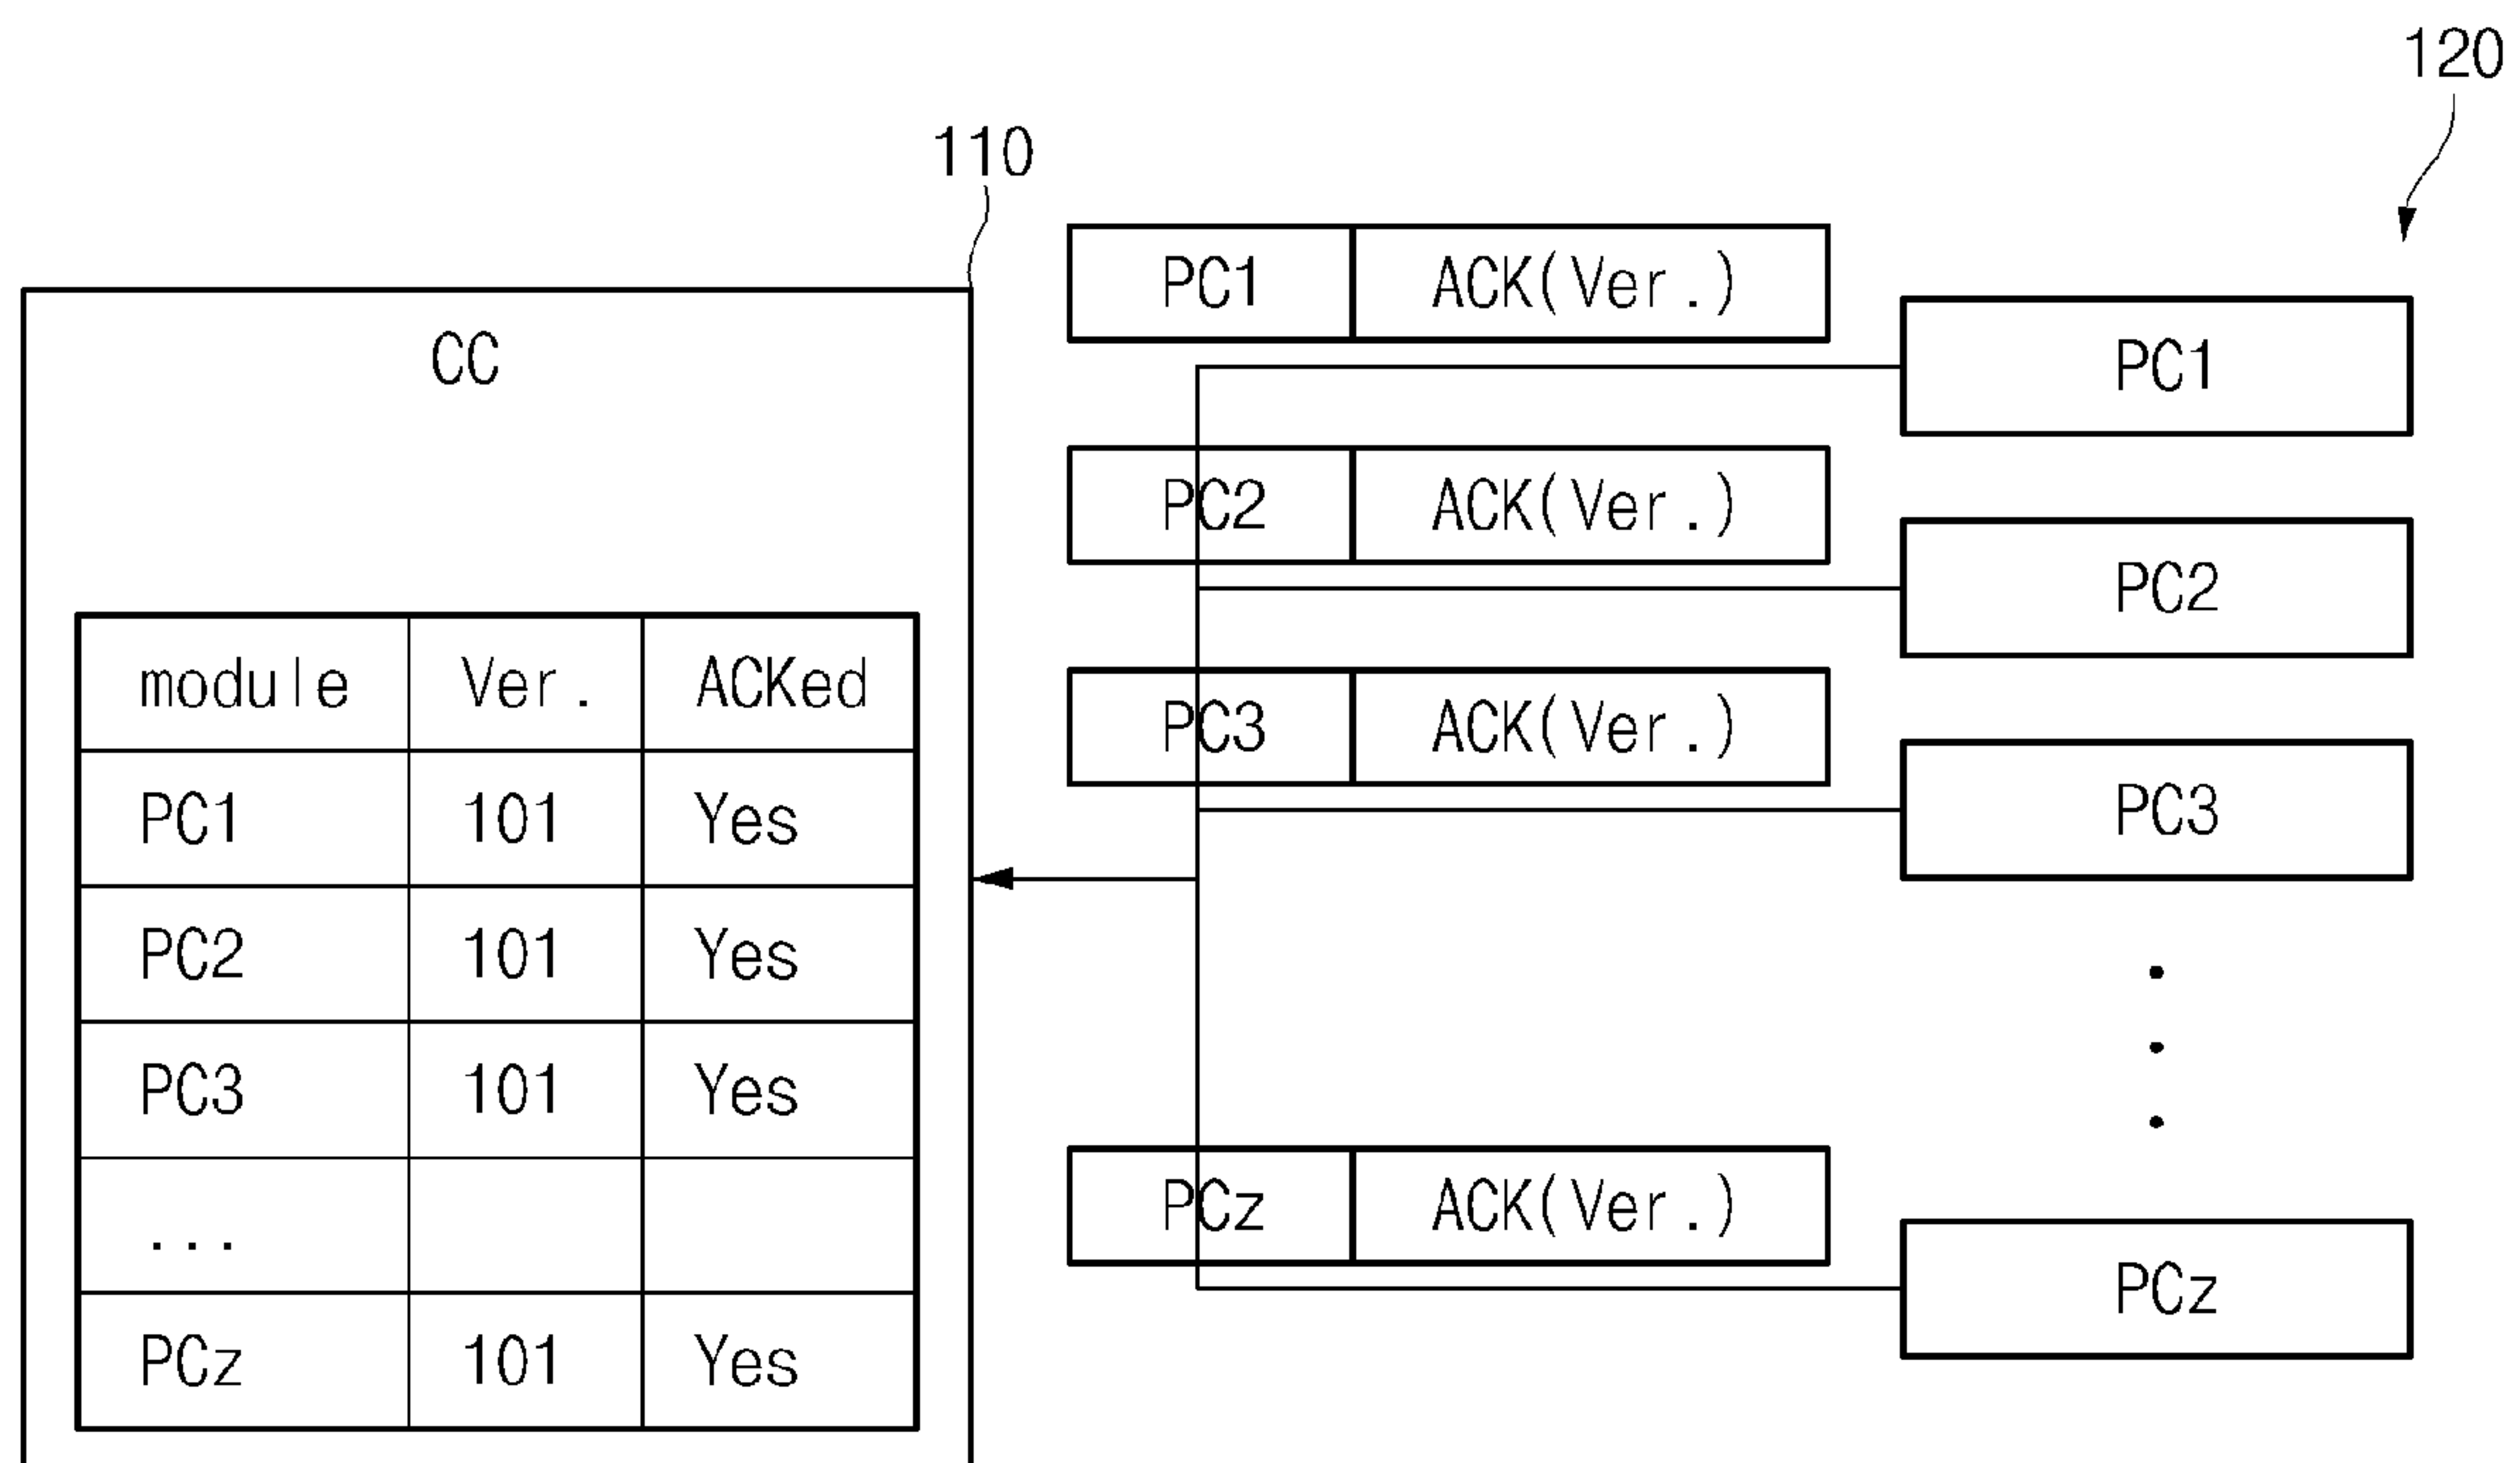 120
110
PC1 ACK(Ver.)
PC1
CC
PC2 ACK(Ver.)
PC2
PC3 ACK(Ver.)
PC3
module Ver. ACKed
PC1 101 Yes
PC2 101 Yes
PC3 101 Yes
...
PCz 101 Yes
PCz ACK(Ver.)
PCz